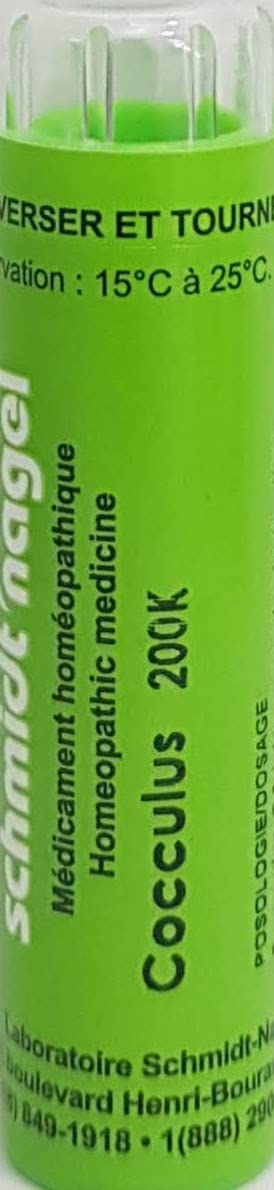 VERSER ET TOURNE
vation : 15°C à 25°C.
schmidt nagel
Médicament homéopathique
Homeopathic medicine
Cocculus 200K
POSOLOGIE/DOSAGE
Laboratoire Schmidt-Na
boulevard Henri-Boura
849-1918 • 1(888) 290